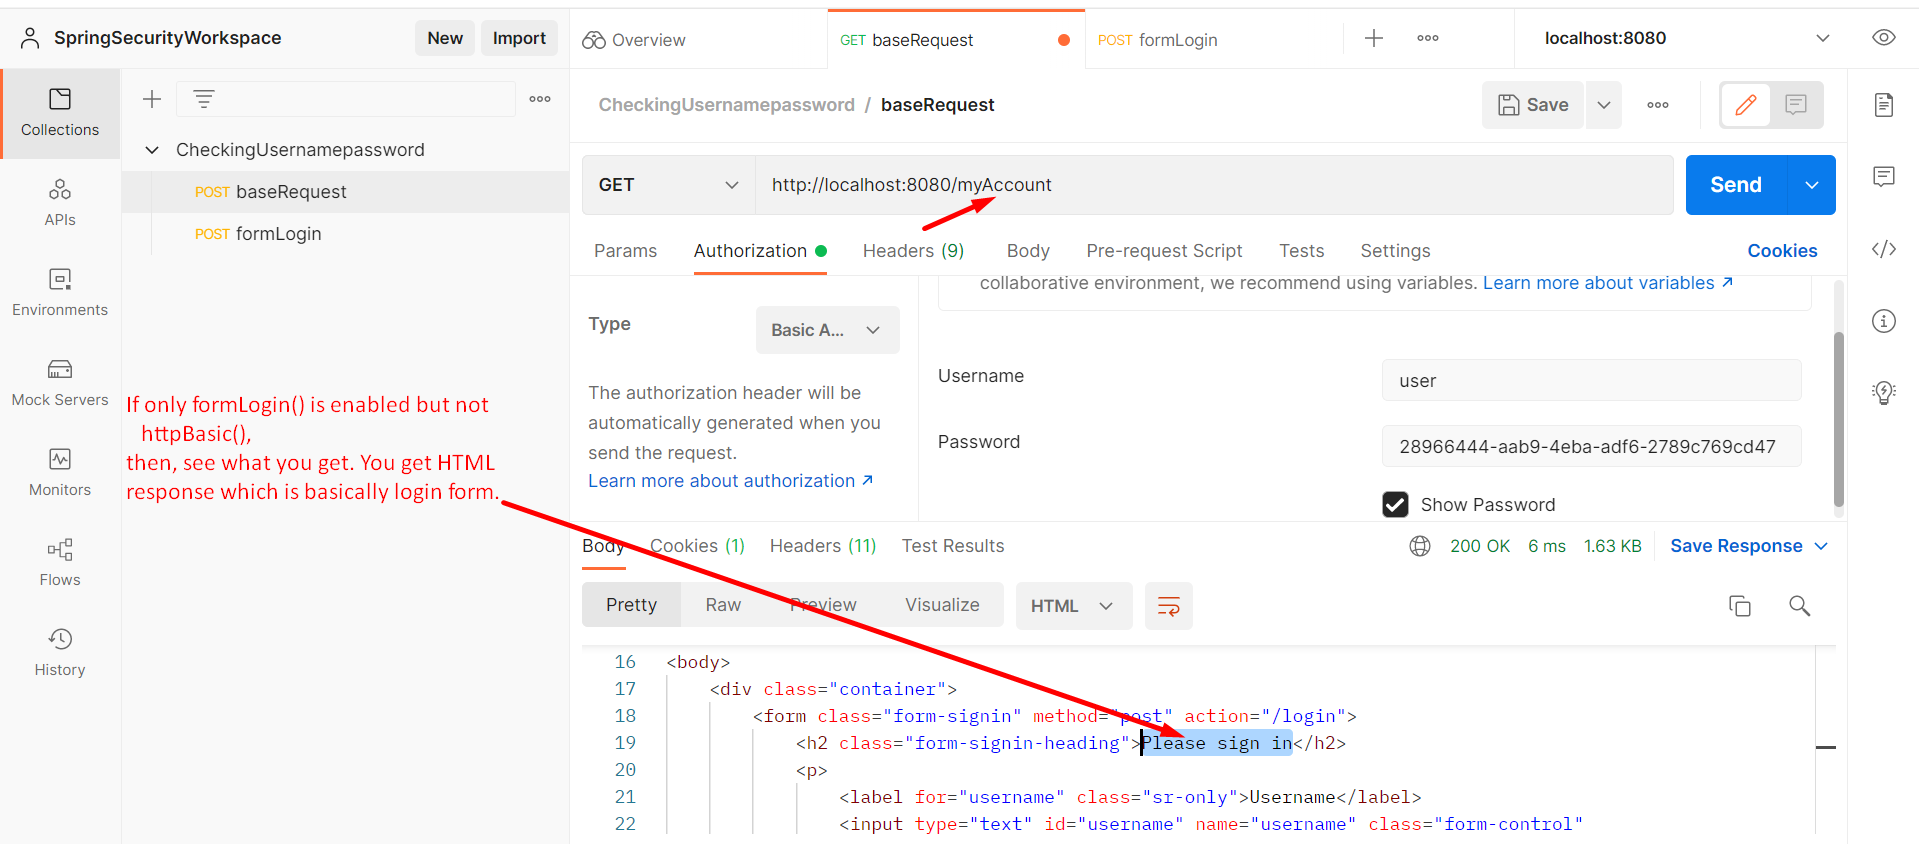 SpringSecurityWorkspace
New
Import
Overview
GET baseRequest
POST formLogin
localhost:8080
Collections
APIs
Environments
Mock Servers
Monitors
Flows
History
CheckingUsernamepassword
POST baseRequest
POST formLogin
If only formLogin() is enabled but not
httpBasic(),
then, see what you get. You get HTML
response which is basically login form.
CheckingUsernamepassword / baseRequest
Save
GET
http://localhost:8080/myAccount
Send
Params
Authorization
Headers (9)
Body
Pre-request Script
Tests
Settings
Cookies
collaborative environment, we recommend using variables. Learn more about variables
Type
Basic A...
The authorization header will be
automatically generated when you
send the request.
Learn more about authorization
Username
user
Password
28966444-aab9-4eba-adf6-2789c769cd47
Show Password
Body
Cookies (1)
Headers (11)
Test Results
200 OK
6 ms
1.63 KB
Save Response
Pretty
Raw
Preview
Visualize
HTML
16 <body>
17 <div class="container">
18 <form class="form-signin" method="post" action="/login">
19 <h2 class="form-signin-heading">Please sign in</h2>
20 <p>
21 <label for="username" class="sr-only">Username</label>
22 <input type="text" id="username" name="username" class="form-control"